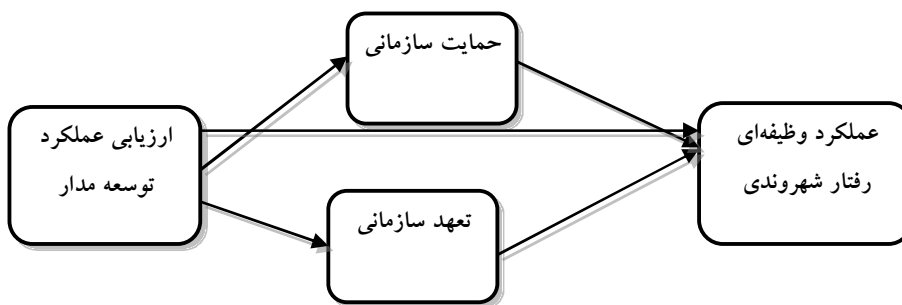 حمایت سازمانی
ارزیابی عملکرد
توسعه مدار
عملکرد وظیفه‌ای
رفتار شهروندی
تعهد سازمانی